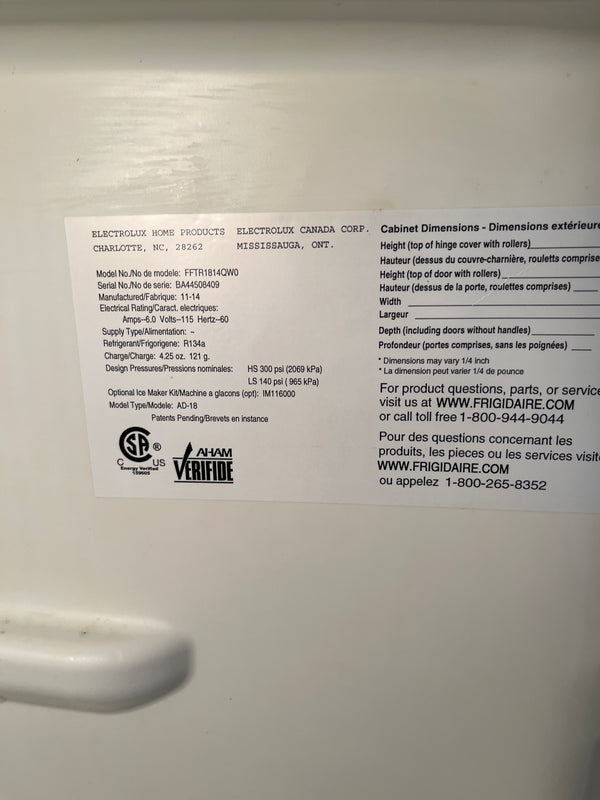 ELECTROLUX HOME PRODUCTS
CHARLOTTE, NC, 28262
ELECTROLUX CANADA CORP.
MISSISSAUGA, ONT.
Model No./No de modele: FFTR1814QW0
Serial No./No de serie: BA44508409
Manufactured/Fabrique: 11-14
Electrical Rating/Caract. electriques:
Amps--6.0 Volts--115 Hertz--60
Supply Type/Alimentation: ~
Refrigerant/Frigorigene: R134a
Charge/Charge: 4.25 oz. 121 g.
Design Pressures/Pressions nominales: HS 300 psi (2069 kPa)
LS 140 psi ( 965 kPa)
Optional Ice Maker Kit/Machine a glacons (opt): IM116000
Model Type/Modele: AD-18
Patents Pending/Brevets en instance
SA ®
C US
Energy Verified
159605
AHAM
VERIFIDE
Cabinet Dimensions - Dimensions extérieure
Height (top of hinge cover with rollers)
Hauteur (dessus du couvre-charnière, rouletts comprise
Height (top of door with rollers)
Hauteur (dessus de la porte, roulettes comprises)
Width
Largeur
Depth (including doors without handles)
Profondeur (portes comprises, sans les poignées)
* Dimensions may vary 1/4 inch
* La dimension peut varier 1/4 de pounce
For product questions, parts, or service
visit us at WWW.FRIGIDAIRE.COM
or call toll free 1-800-944-9044
Pour des questions concernant les
produits, les pieces ou les services visit
WWW.FRIGIDAIRE.COM
ou appelez 1-800-265-8352